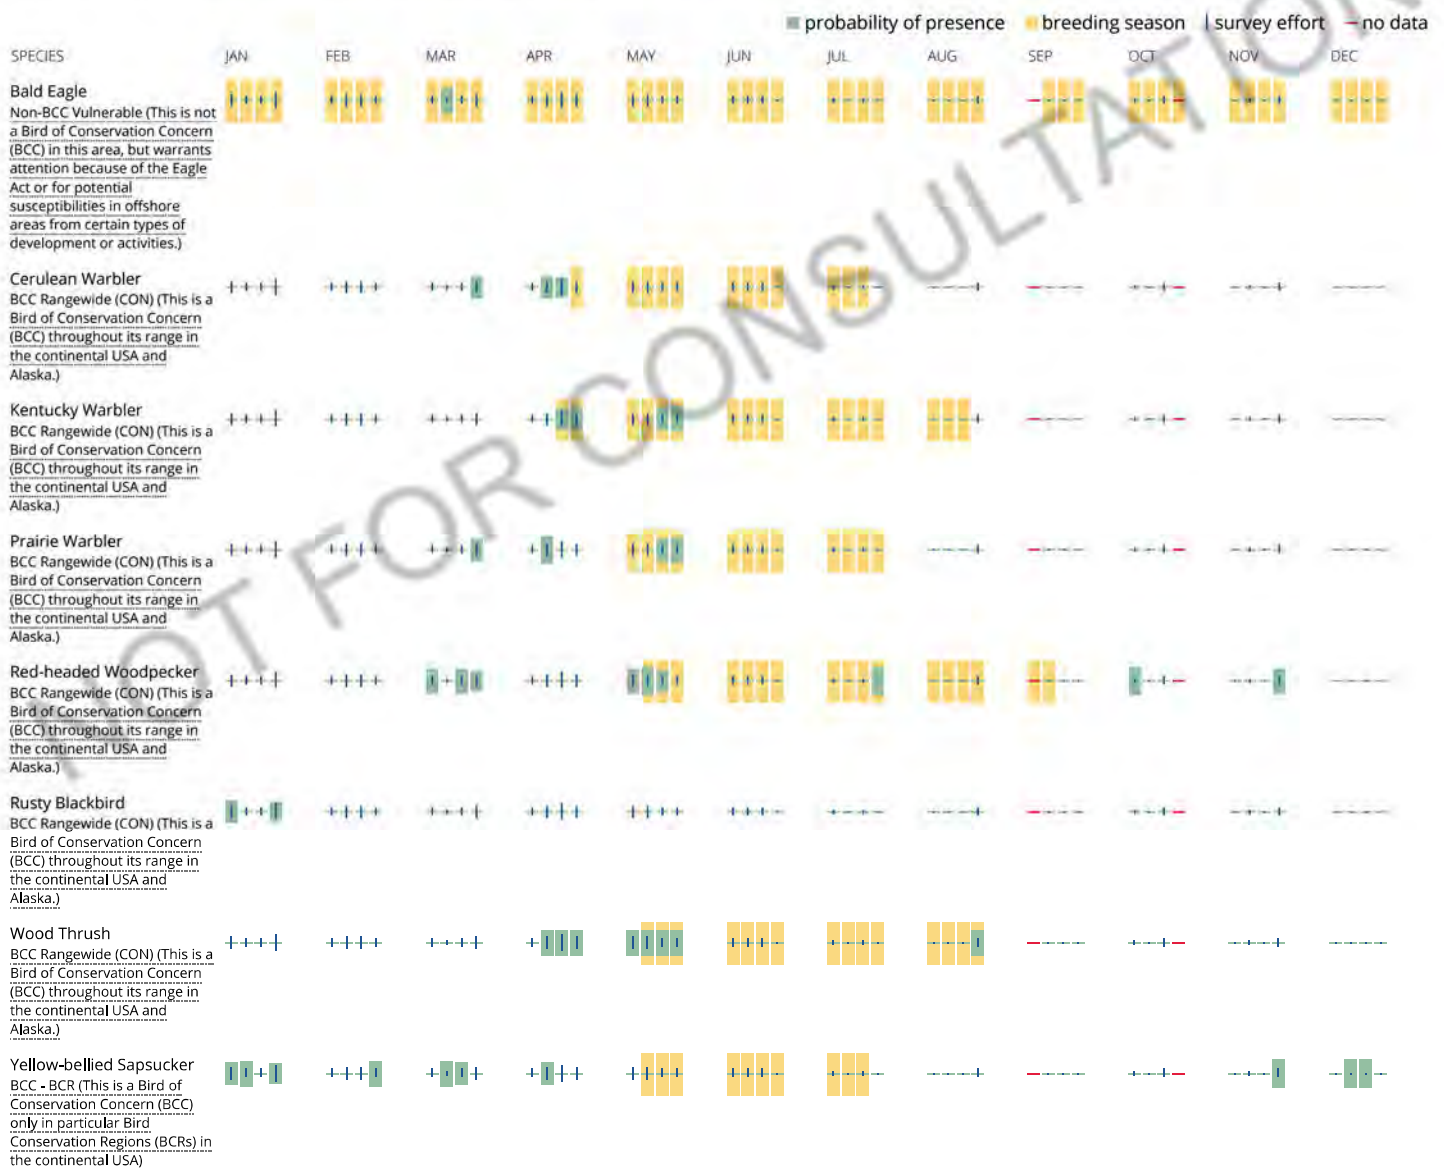 probability of presence breeding season survey effort no data
SPECIES JAN FEB MAR APR MAY JUN JUL AUG SEP OCT NOV DEC
Bald Eagle
Non-BCC Vulnerable (This is not
a Bird of Conservation Concern
(BCC) in this area, but warrants
attention because of the Eagle
Act or for potential
susceptibilities in offshore
areas from certain types of
development or activities.)
Cerulean Warbler
BCC Rangewide (CON) (This is a
Bird of Conservation Concern
(BCC) throughout its range in
the continental USA and
Alaska.)
Kentucky Warbler
BCC Rangewide (CON) (This is a
Bird of Conservation Concern
(BCC) throughout its range in
the continental USA and
Alaska.)
Prairie Warbler
BCC Rangewide (CON) (This is a
Bird of Conservation Concern
(BCC) throughout its range in
the continental USA and
Alaska.)
Red-headed Woodpecker
BCC Rangewide (CON) (This is a
Bird of Conservation Concern
(BCC) throughout its range in
the continental USA and
Alaska.)
Rusty Blackbird
BCC Rangewide (CON) (This is a
Bird of Conservation Concern
(BCC) throughout its range in
the continental USA and
Alaska.)
Wood Thrush
BCC Rangewide (CON) (This is a
Bird of Conservation Concern
(BCC) throughout its range in
the continental USA and
Alaska.)
Yellow-bellied Sapsucker
BCC - BCR (This is a Bird of
Conservation Concern (BCC)
only in particular Bird
Conservation Regions (BCRs) in
the continental USA)
NOT FOR CONSULTATION